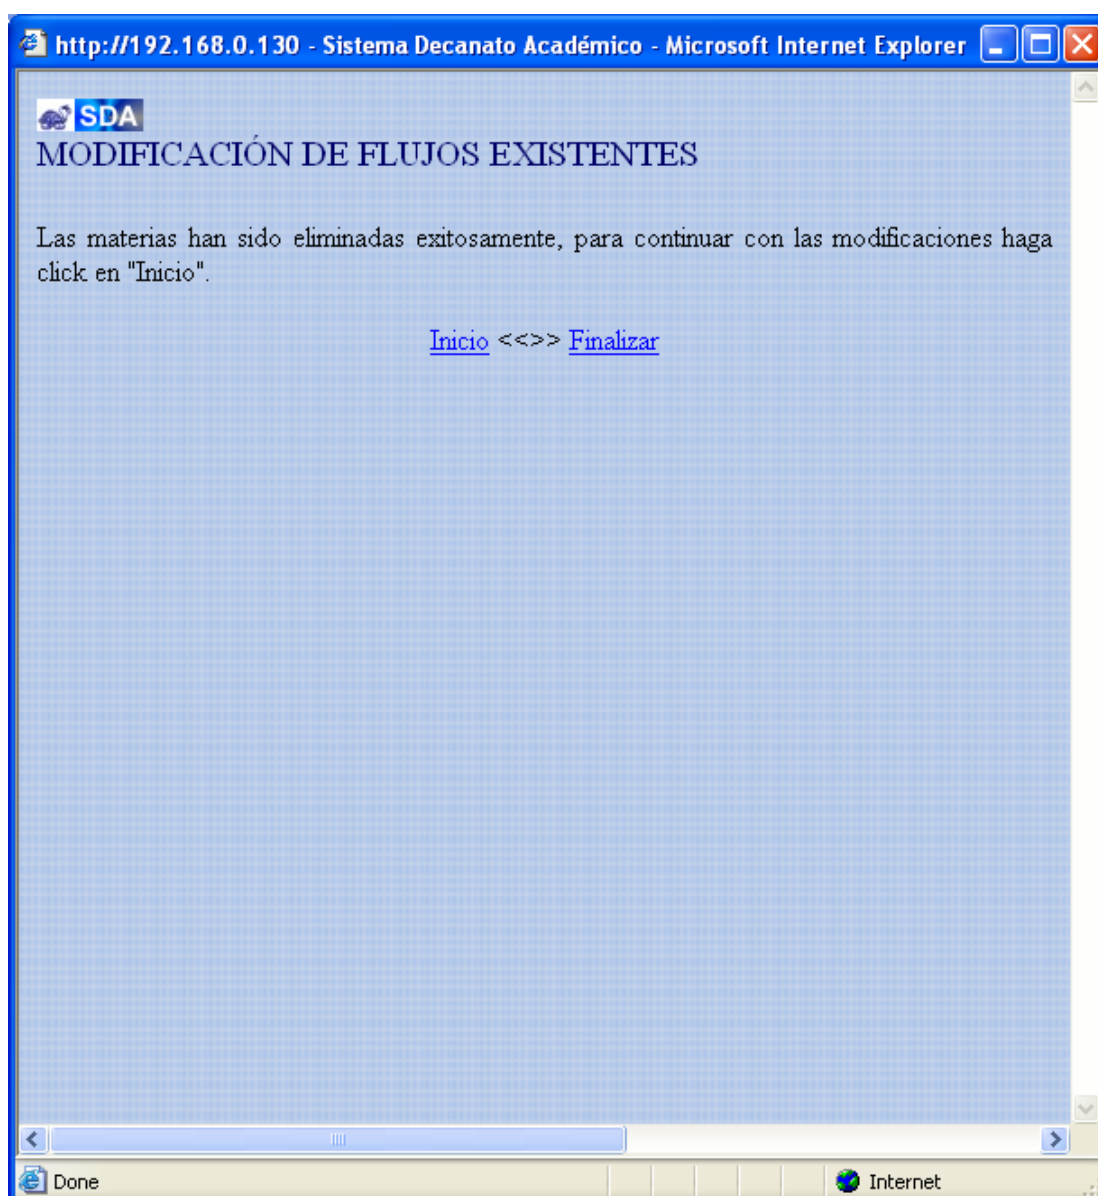 http://192.168.0.130 - Sistema Decanato Académico - Microsoft Internet Explorer
SDA
MODIFICACIÓN DE FLUJOS EXISTENTES
Las materias han sido eliminadas exitosamente, para continuar con las modificaciones haga
click en "Inicio".
Inicio <<>> Finalizar
Done Internet